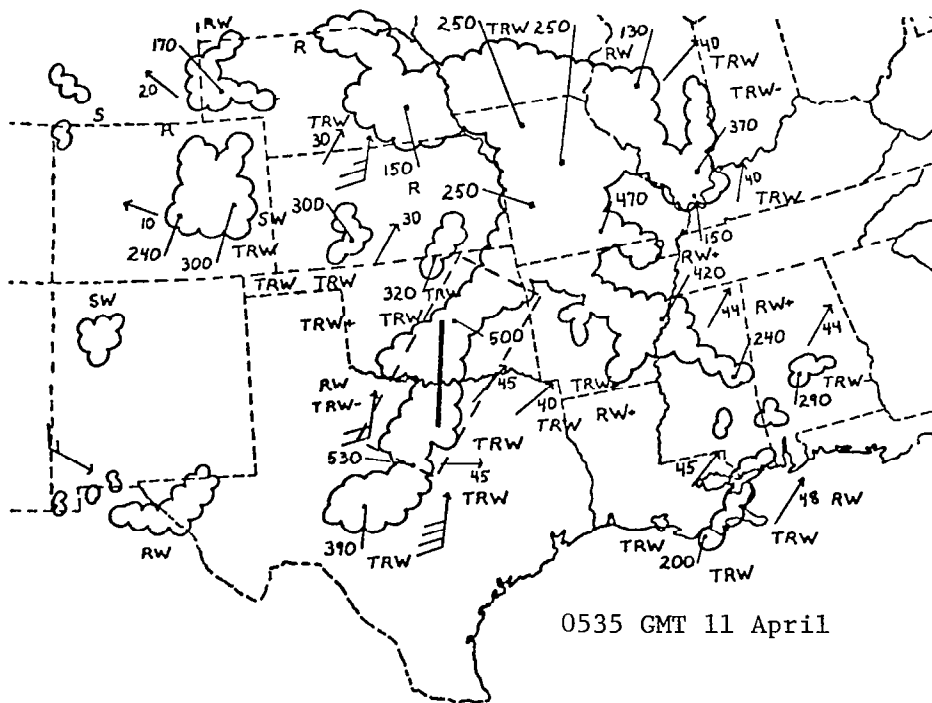 RW
R
250 TRW 250
RW
130
40
170
TRW
20
TRW-
S
R
TRW
30
370
150
R
40
TRW
250
470
10
SW
300
30
240
300
TRW
150
RW+
420
TRW
TRW
320
TRW
SW
TRW+
TRW
500
44
RW+
240
44
RW
TRW-
45
40
TRW
TRW
RW+
290
TRW-
TRW
530
45
45
TRW
48 RW
RW
390
TRW
TRW
200
TRW
TRW
0535 GMT 11 April